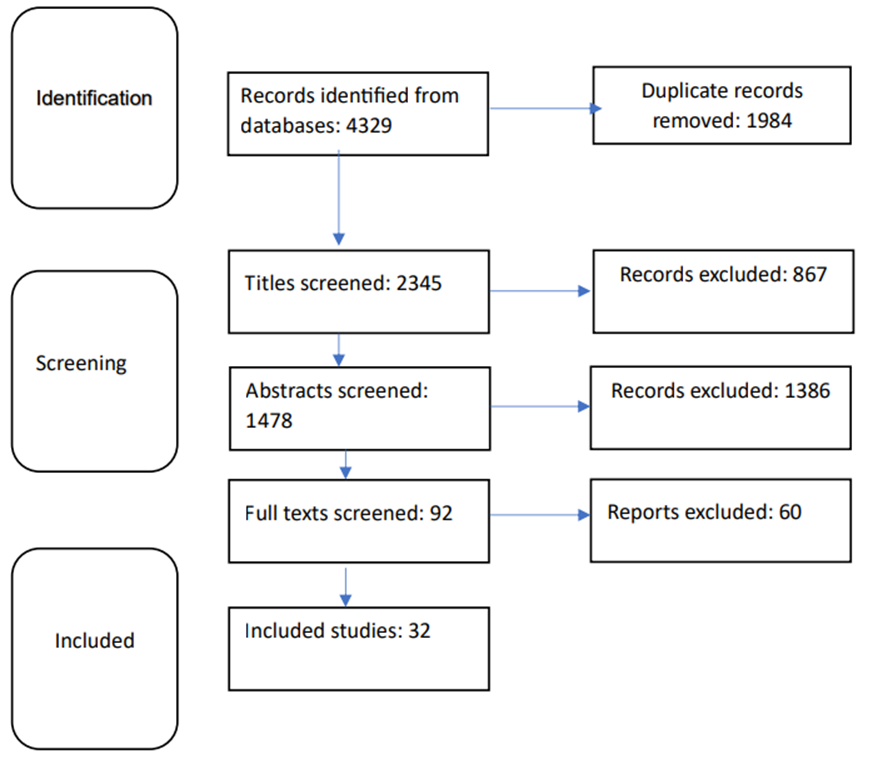 Identification
Records identified from
databases: 4329
Duplicate records
removed: 1984
Screening
Titles screened: 2345
Records excluded: 867
Abstracts screened:
1478
Records excluded: 1386
Full texts screened: 92
Reports excluded: 60
Included
Included studies: 32